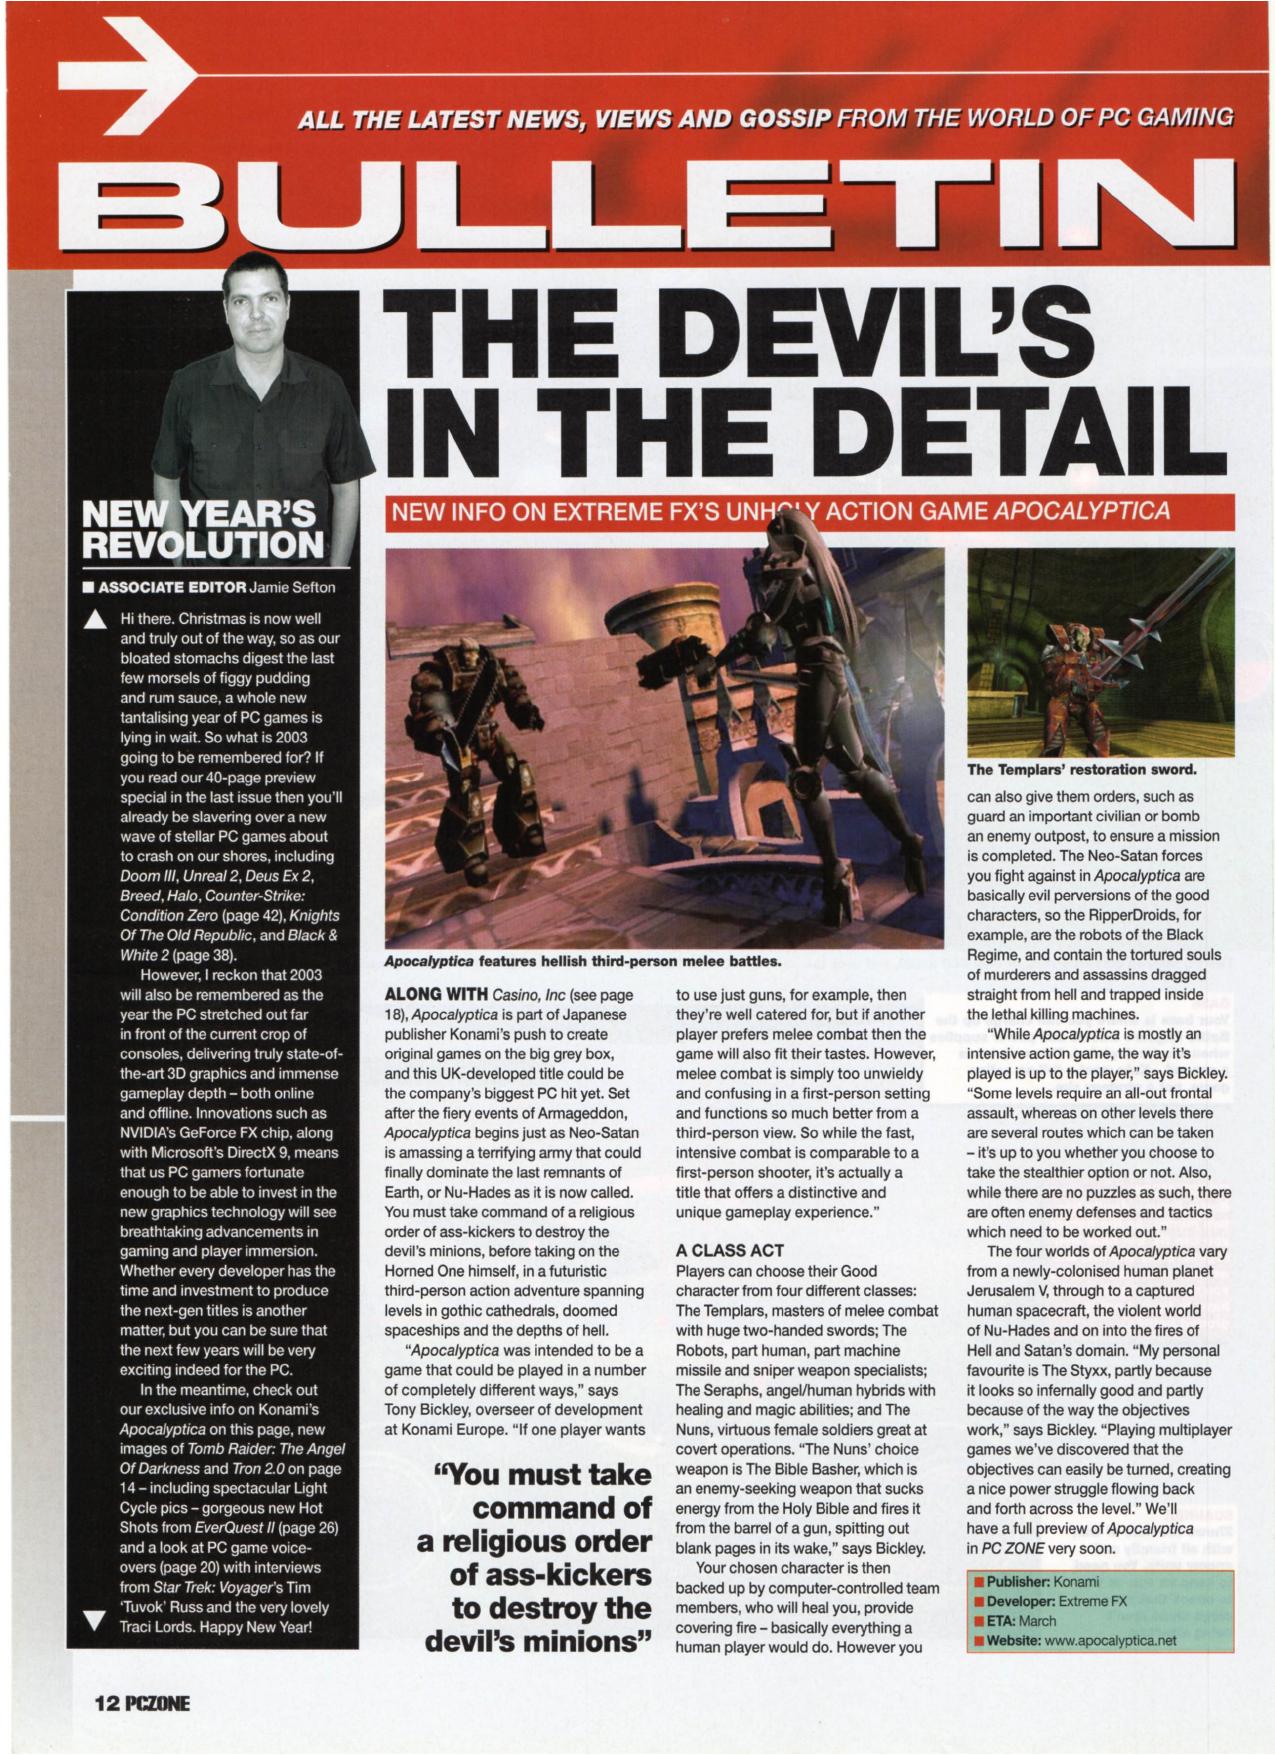 ALL THE LATEST NEWS, VIEWS AND GOSSIP FROM THE WORLD OF PC GAMING
BULLETIN
NEW YEAR'S
REVOLUTION
■ ASSOCIATE EDITOR Jamie Sefton
Hi there. Christmas is now well
and truly out of the way, so as our
bloated stomachs digest the last
few morsels of figgy pudding
and rum sauce, a whole new
tantalising year of PC games is
lying in wait. So what is 2003
going to be remembered for? If
you read our 40-page preview
special in the last issue then you'll
already be slavering over a new
wave of stellar PC games about
to crash on our shores, including
Doom III, Unreal 2, Deus Ex 2,
Breed, Halo, Counter-Strike:
Condition Zero (page 42), Knights
Of The Old Republic, and Black &
White 2 (page 38).
However, I reckon that 2003
will also be remembered as the
year the PC stretched out far
in front of the current crop of
consoles, delivering truly state-of-
the-art 3D graphics and immense
gameplay depth – both online
and offline. Innovations such as
NVIDIA's GeForce FX chip, along
with Microsoft's DirectX 9, means
that us PC gamers fortunate
enough to be able to invest in the
new graphics technology will see
breathtaking advancements in
gaming and player immersion.
Whether every developer has the
time and investment to produce
the next-gen titles is another
matter, but you can be sure that
the next few years will be very
exciting indeed for the PC.
In the meantime, check out
our exclusive info on Konami's
Apocalyptica on this page, new
images of Tomb Raider: The Angel
Of Darkness and Tron 2.0 on page
14 – including spectacular Light
Cycle pics – gorgeous new Hot
Shots from EverQuest II (page 26)
and a look at PC game voice-
overs (page 20) with interviews
from Star Trek: Voyager's Tim
'Tuvok' Russ and the very lovely
Traci Lords. Happy New Year!
THE DEVIL'S
IN THE DETAIL
NEW INFO ON EXTREME FX'S UNHOLY ACTION GAME APOCALYPTICA
Apocalyptica features hellish third-person melee battles.
The Templars' restoration sword.
ALONG WITH Casino, Inc (see page
18), Apocalyptica is part of Japanese
publisher Konami's push to create
original games on the big grey box,
and this UK-developed title could be
the company's biggest PC hit yet. Set
after the fiery events of Armageddon,
Apocalyptica begins just as Neo-Satan
is amassing a terrifying army that could
finally dominate the last remnants of
Earth, or Nu-Hades as it is now called.
You must take command of a religious
order of ass-kickers to destroy the
devil's minions, before taking on the
Horned One himself, in a futuristic
third-person action adventure spanning
levels in gothic cathedrals, doomed
spaceships and the depths of hell.
"Apocalyptica was intended to be a
game that could be played in a number
of completely different ways," says
Tony Bickley, overseer of development
at Konami Europe. "If one player wants
"You must take
command of
a religious order
of ass-kickers
to destroy the
devil's minions"
to use just guns, for example, then
they're well catered for, but if another
player prefers melee combat then the
game will also fit their tastes. However,
melee combat is simply too unwieldy
and confusing in a first-person setting
and functions so much better from a
third-person view. So while the fast,
intensive combat is comparable to a
first-person shooter, it's actually a
title that offers a distinctive and
unique gameplay experience."
A CLASS ACT
Players can choose their Good
character from four different classes:
The Templars, masters of melee combat
with huge two-handed swords; The
Robots, part human, part machine
missile and sniper weapon specialists;
The Seraphs, angel/human hybrids with
healing and magic abilities; and The
Nuns, virtuous female soldiers great at
covert operations. "The Nuns' choice
weapon is The Bible Basher, which is
an enemy-seeking weapon that sucks
energy from the Holy Bible and fires it
from the barrel of a gun, spitting out
blank pages in its wake," says Bickley.
Your chosen character is then
backed up by computer-controlled team
members, who will heal you, provide
covering fire – basically everything a
human player would do. However you
can also give them orders, such as
guard an important civilian or bomb
an enemy outpost, to ensure a mission
is completed. The Neo-Satan forces
you fight against in Apocalyptica are
basically evil perversions of the good
characters, so the RipperDroids, for
example, are the robots of the Black
Regime, and contain the tortured souls
of murderers and assassins dragged
straight from hell and trapped inside
the lethal killing machines.
"While Apocalyptica is mostly an
intensive action game, the way it's
played is up to the player," says Bickley.
"Some levels require an all-out frontal
assault, whereas on other levels there
are several routes which can be taken
– it's up to you whether you choose to
take the stealthier option or not. Also,
while there are no puzzles as such, there
are often enemy defenses and tactics
which need to be worked out."
The four worlds of Apocalyptica vary
from a newly-colonised human planet
Jerusalem V, through to a captured
human spacecraft, the violent world
of Nu-Hades and on into the fires of
Hell and Satan's domain. "My personal
favourite is The Styxx, partly because
it looks so infernally good and partly
because of the way the objectives
work," says Bickley. "Playing multiplayer
games we've discovered that the
objectives can easily be turned, creating
a nice power struggle flowing back
and forth across the level." We'll
have a full preview of Apocalyptica
in PC ZONE very soon.
■ Publisher: Konami
■ Developer: Extreme FX
■ ETA: March
■ Website: www.apocalyptica.net
12 PCZONE